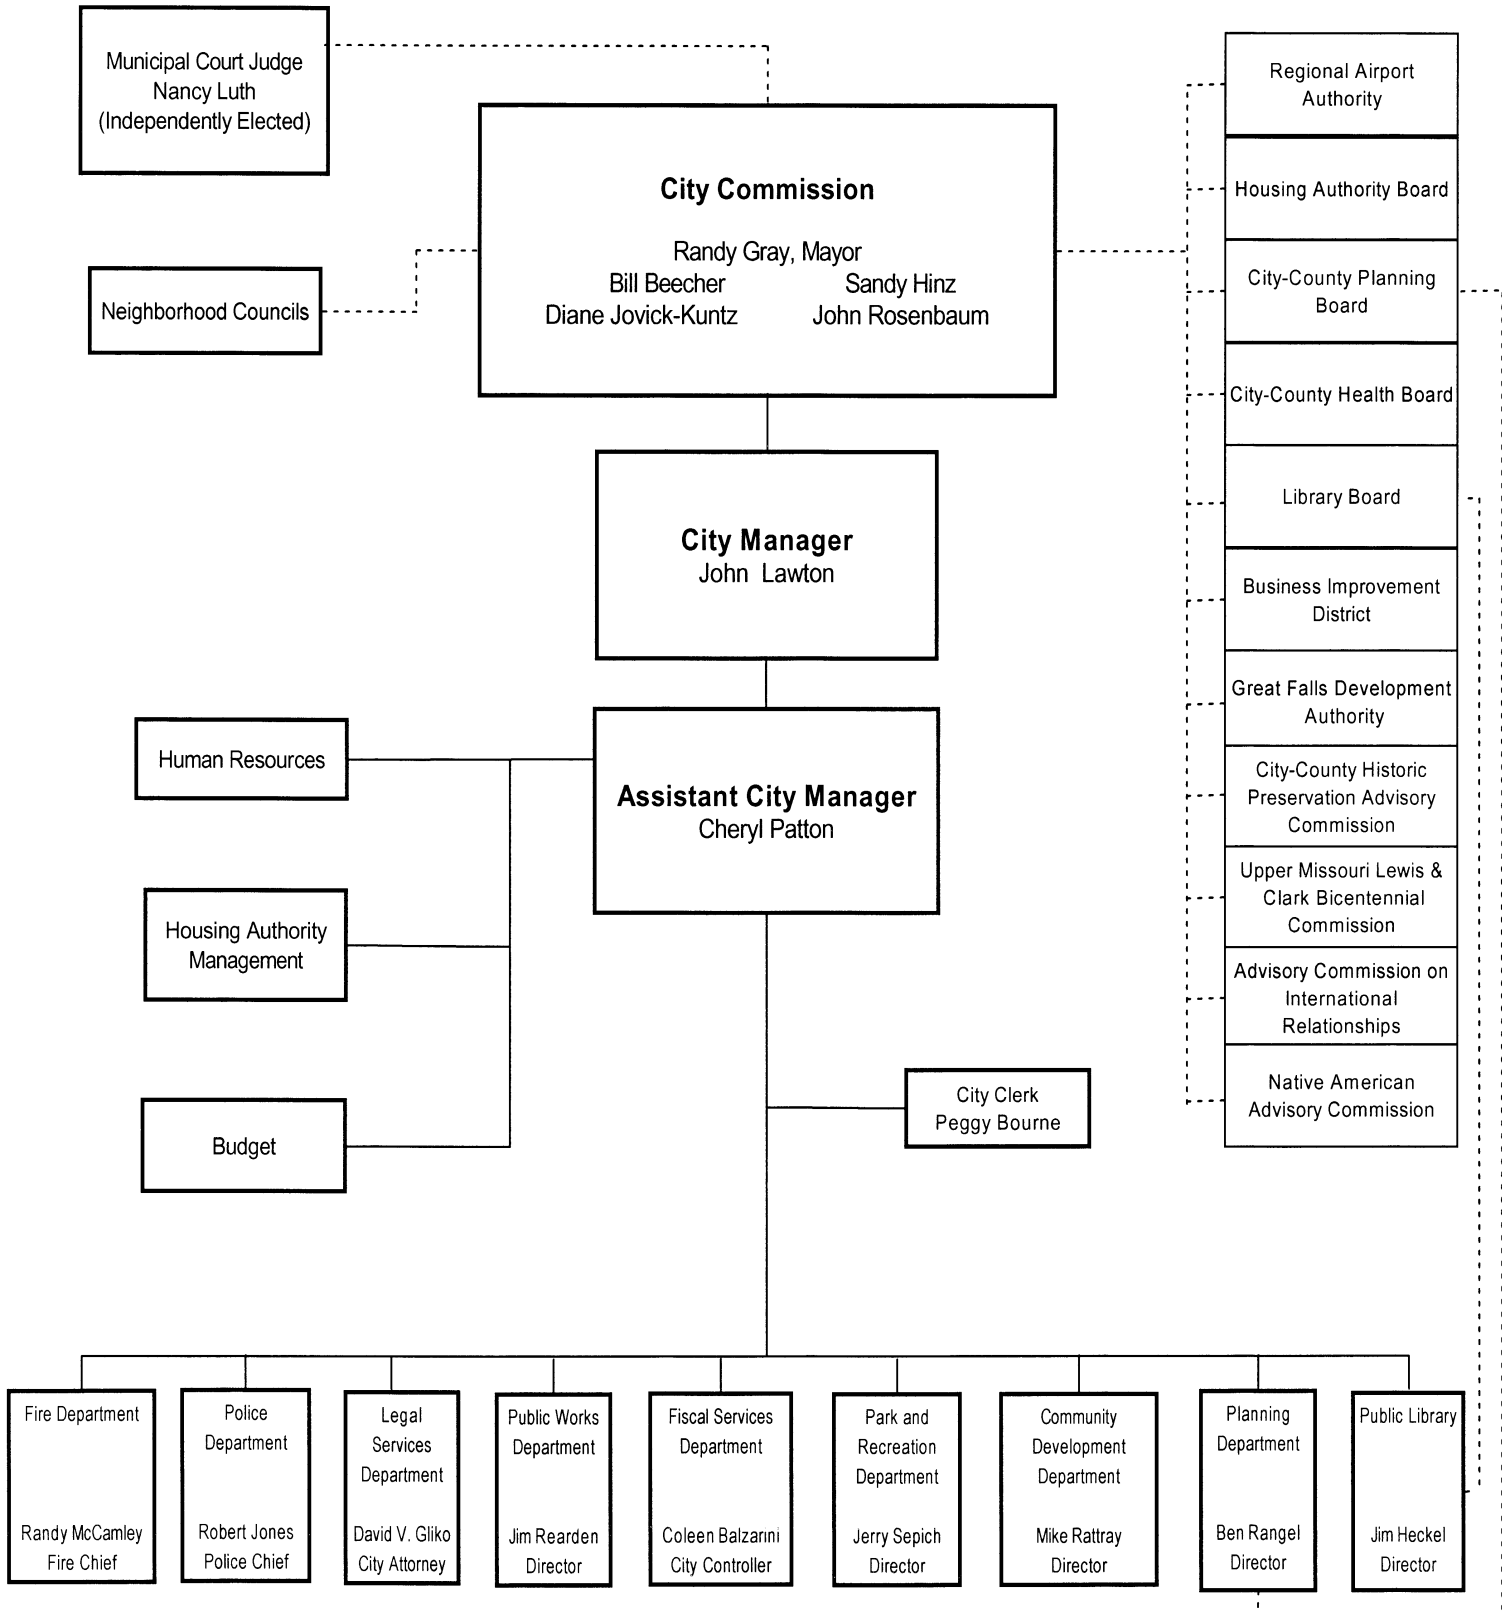 Municipal Court Judge
Nancy Luth
(Independently Elected)
City Commission
Randy Gray, Mayor
Bill Beecher Sandy Hinz
Diane Jovick-Kuntz John Rosenbaum
Neighborhood Councils
Regional Airport
Authority
Housing Authority Board
City-County Planning
Board
City-County Health Board
Library Board
Business Improvement
District
Great Falls Development
Authority
City-County Historic
Preservation Advisory
Commission
Upper Missouri Lewis &
Clark Bicentennial
Commission
Advisory Commission on
International
Relationships
Native American
Advisory Commission
City Manager
John Lawton
Assistant City Manager
Cheryl Patton
Human Resources
Housing Authority
Management
Budget
City Clerk
Peggy Bourne
Fire Department
Randy McCamley
Fire Chief
Police
Department
Robert Jones
Police Chief
Legal
Services
Department
David V. Gliko
City Attorney
Public Works
Department
Jim Rearden
Director
Fiscal Services
Department
Coleen Balzarini
City Controller
Park and
Recreation
Department
Jerry Sepich
Director
Community
Development
Department
Mike Rattray
Director
Planning
Department
Ben Rangel
Director
Public Library
Jim Heckel
Director